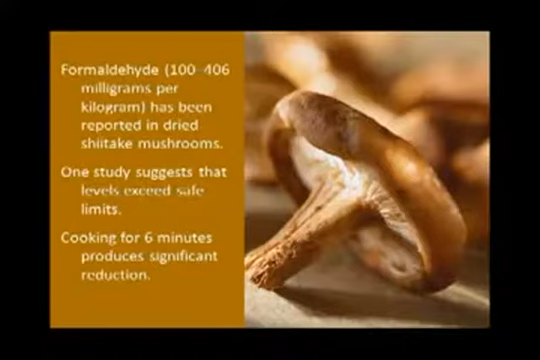 Formaldehyde (100–406
milligrams per
kilogram) has been
reported in dried
shiitake mushrooms.
One study suggests that
levels exceed safe
limits.
Cooking for 6 minutes
produces significant
reduction.